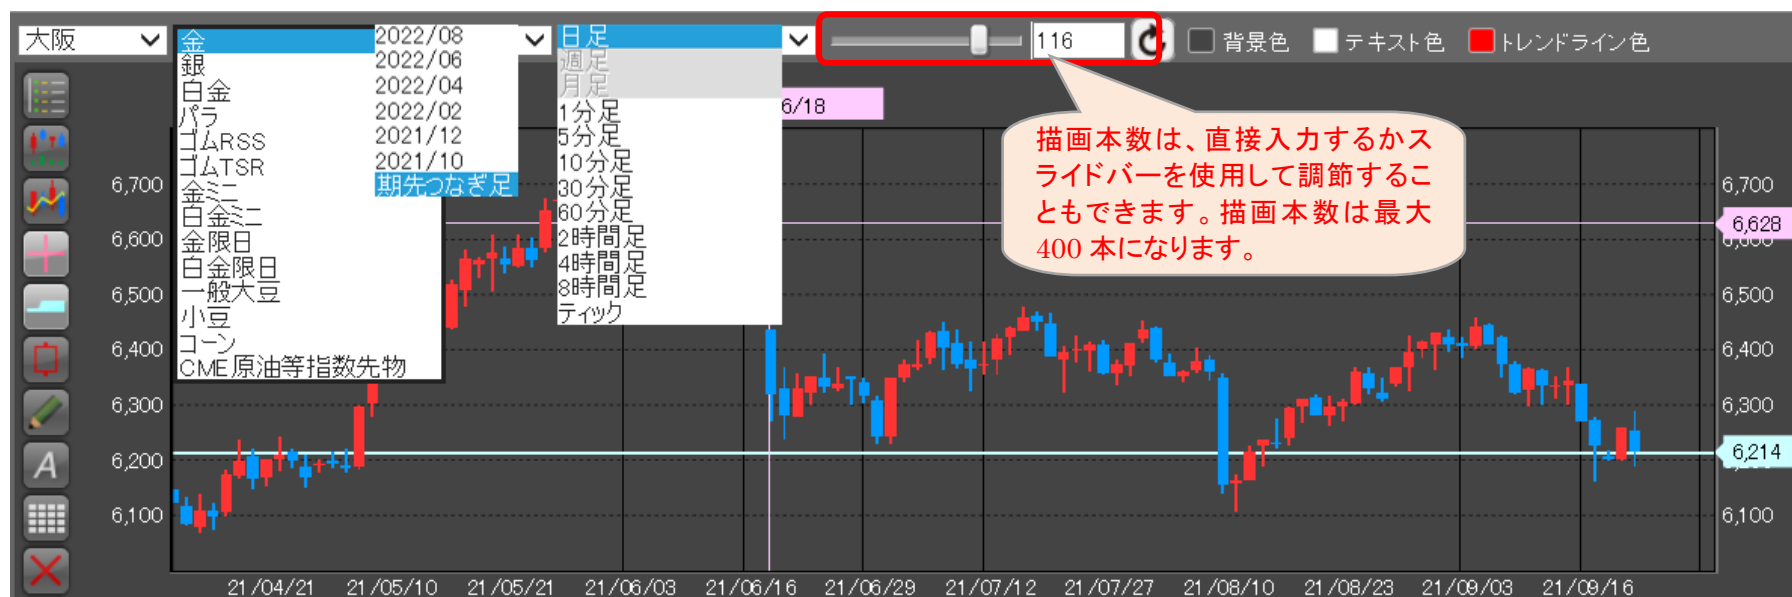 大阪
金
銀
白金
パラ
ゴムRSS
ゴムTSR
金ミニ
白金ミニ
金限日
白金限日
一般大豆
小豆
コーン
CME原油等指数先物
2022/08
2022/06
2022/04
2022/02
2021/12
2021/10
期先つなぎ足
日足
週足
月足
1分足
5分足
10分足
30分足
60分足
2時間足
4時間足
8時間足
ティック
116
背景色
テキスト色
トレンドライン色
6/18
描画本数は、直接入力するかス
ライドバーを使用して調節するこ
ともできます。描画本数は最大
400 本になります。
A
6,700
6,600
6,500
6,400
6,300
6,200
6,100
6,700
6,628
6,600
6,500
6,400
6,300
6,214
6,100
21/04/21 21/05/10 21/05/21 21/06/03 21/06/16 21/06/29 21/07/12 21/07/27 21/08/10 21/08/23 21/09/03 21/09/16